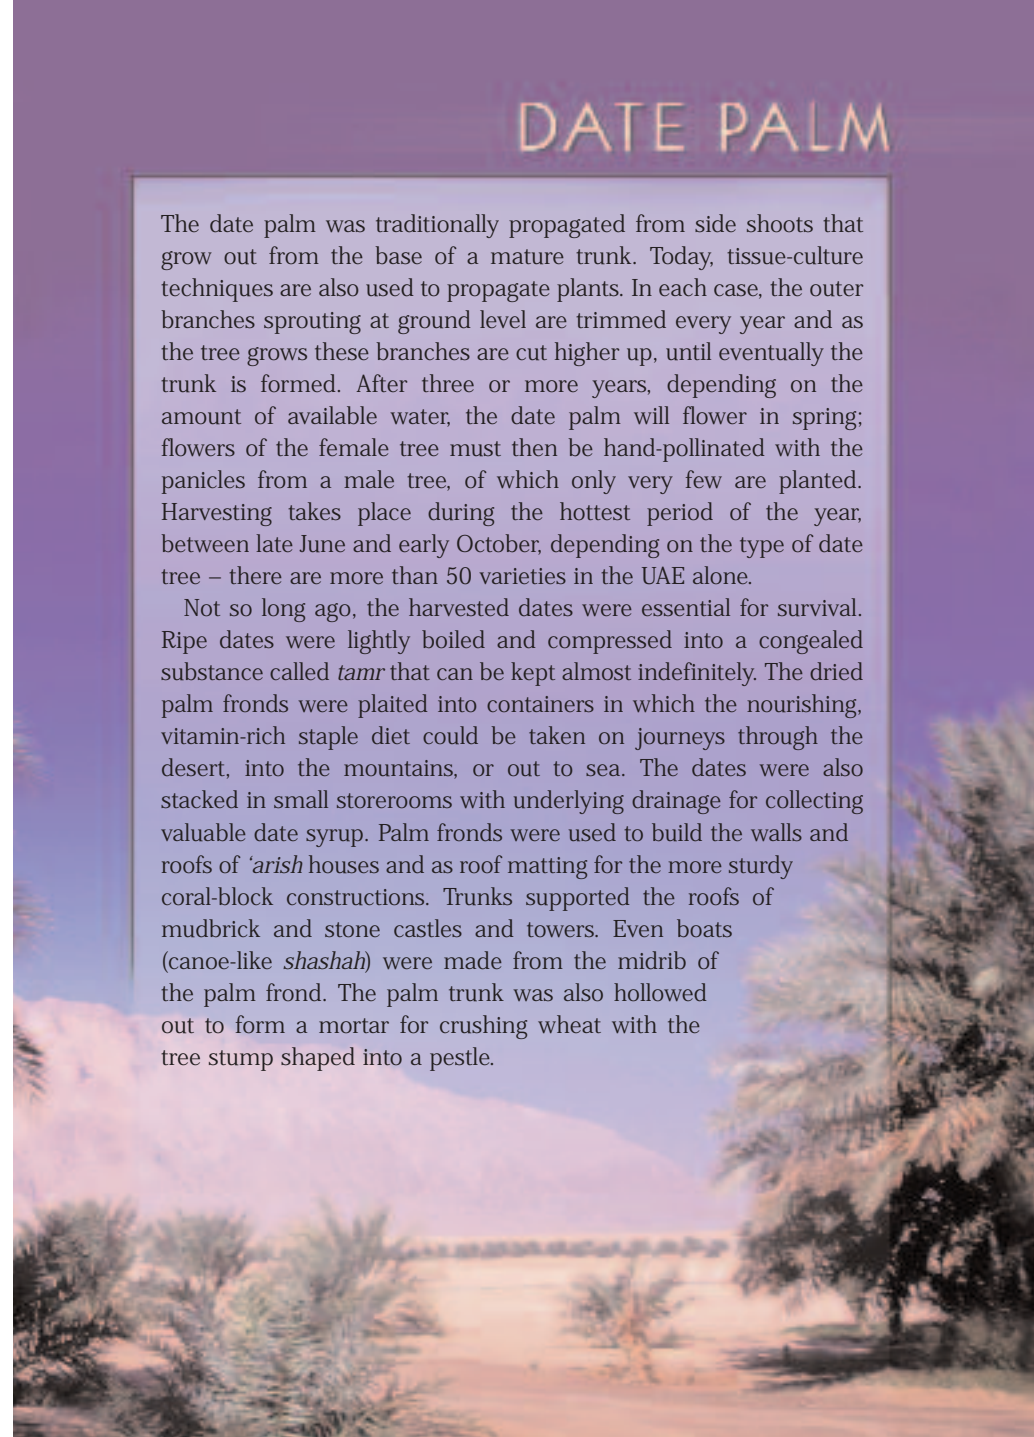 DATE PALM
The date palm was traditionally propagated from side shoots that
grow out from the base of a mature trunk. Today, tissue-culture
techniques are also used to propagate plants. In each case, the outer
branches sprouting at ground level are trimmed every year and as
the tree grows these branches are cut higher up, until eventually the
trunk is formed. After three or more years, depending on the
amount of available water, the date palm will flower in spring;
flowers of the female tree must then be hand-pollinated with the
panicles from a male tree, of which only very few are planted.
Harvesting takes place during the hottest period of the year,
between late June and early October, depending on the type of date
tree – there are more than 50 varieties in the UAE alone.
Not so long ago, the harvested dates were essential for survival.
Ripe dates were lightly boiled and compressed into a congealed
substance called tamr that can be kept almost indefinitely. The dried
palm fronds were plaited into containers in which the nourishing,
vitamin-rich staple diet could be taken on journeys through the
desert, into the mountains, or out to sea. The dates were also
stacked in small storerooms with underlying drainage for collecting
valuable date syrup. Palm fronds were used to build the walls and
roofs of ‘arish houses and as roof matting for the more sturdy
coral-block constructions. Trunks supported the roofs of
mudbrick and stone castles and towers. Even boats
(canoe-like shashah) were made from the midrib of
the palm frond. The palm trunk was also hollowed
out to form a mortar for crushing wheat with the
tree stump shaped into a pestle.